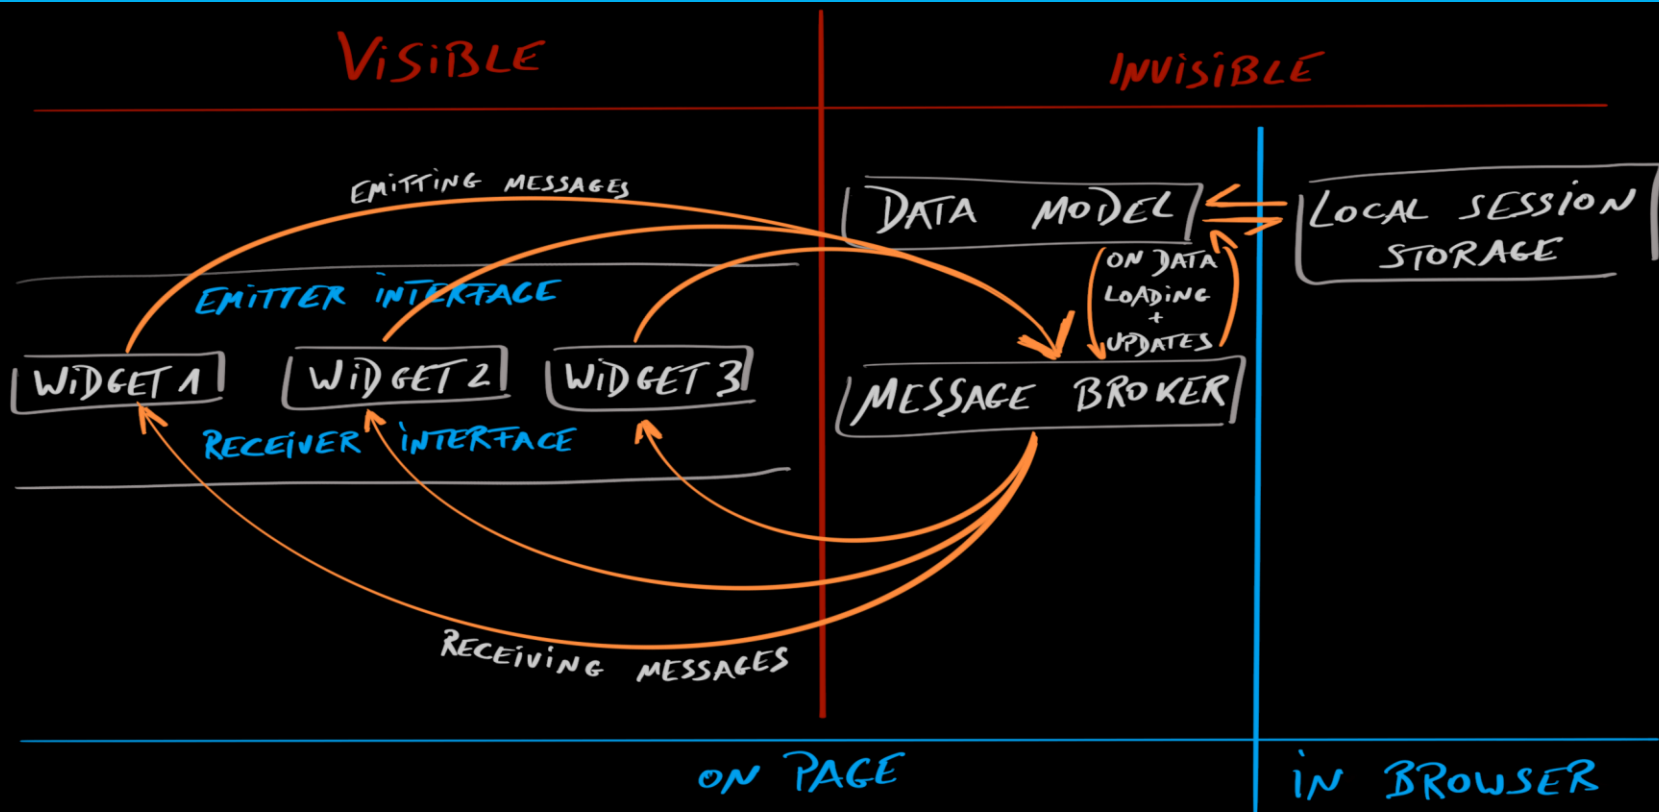 VISIBLE
INVISIBLE
EMITTING MESSAGES
DATA MODEL
LOCAL SESSION
STORAGE
ON DATA
LOADING
+
UPDATES
EMITTER INTERFACE
WIDGET 1
WIDGET 2
WIDGET 3
MESSAGE BROKER
RECEIVER INTERFACE
RECEIVING MESSAGES
ON PAGE
IN BROWSER